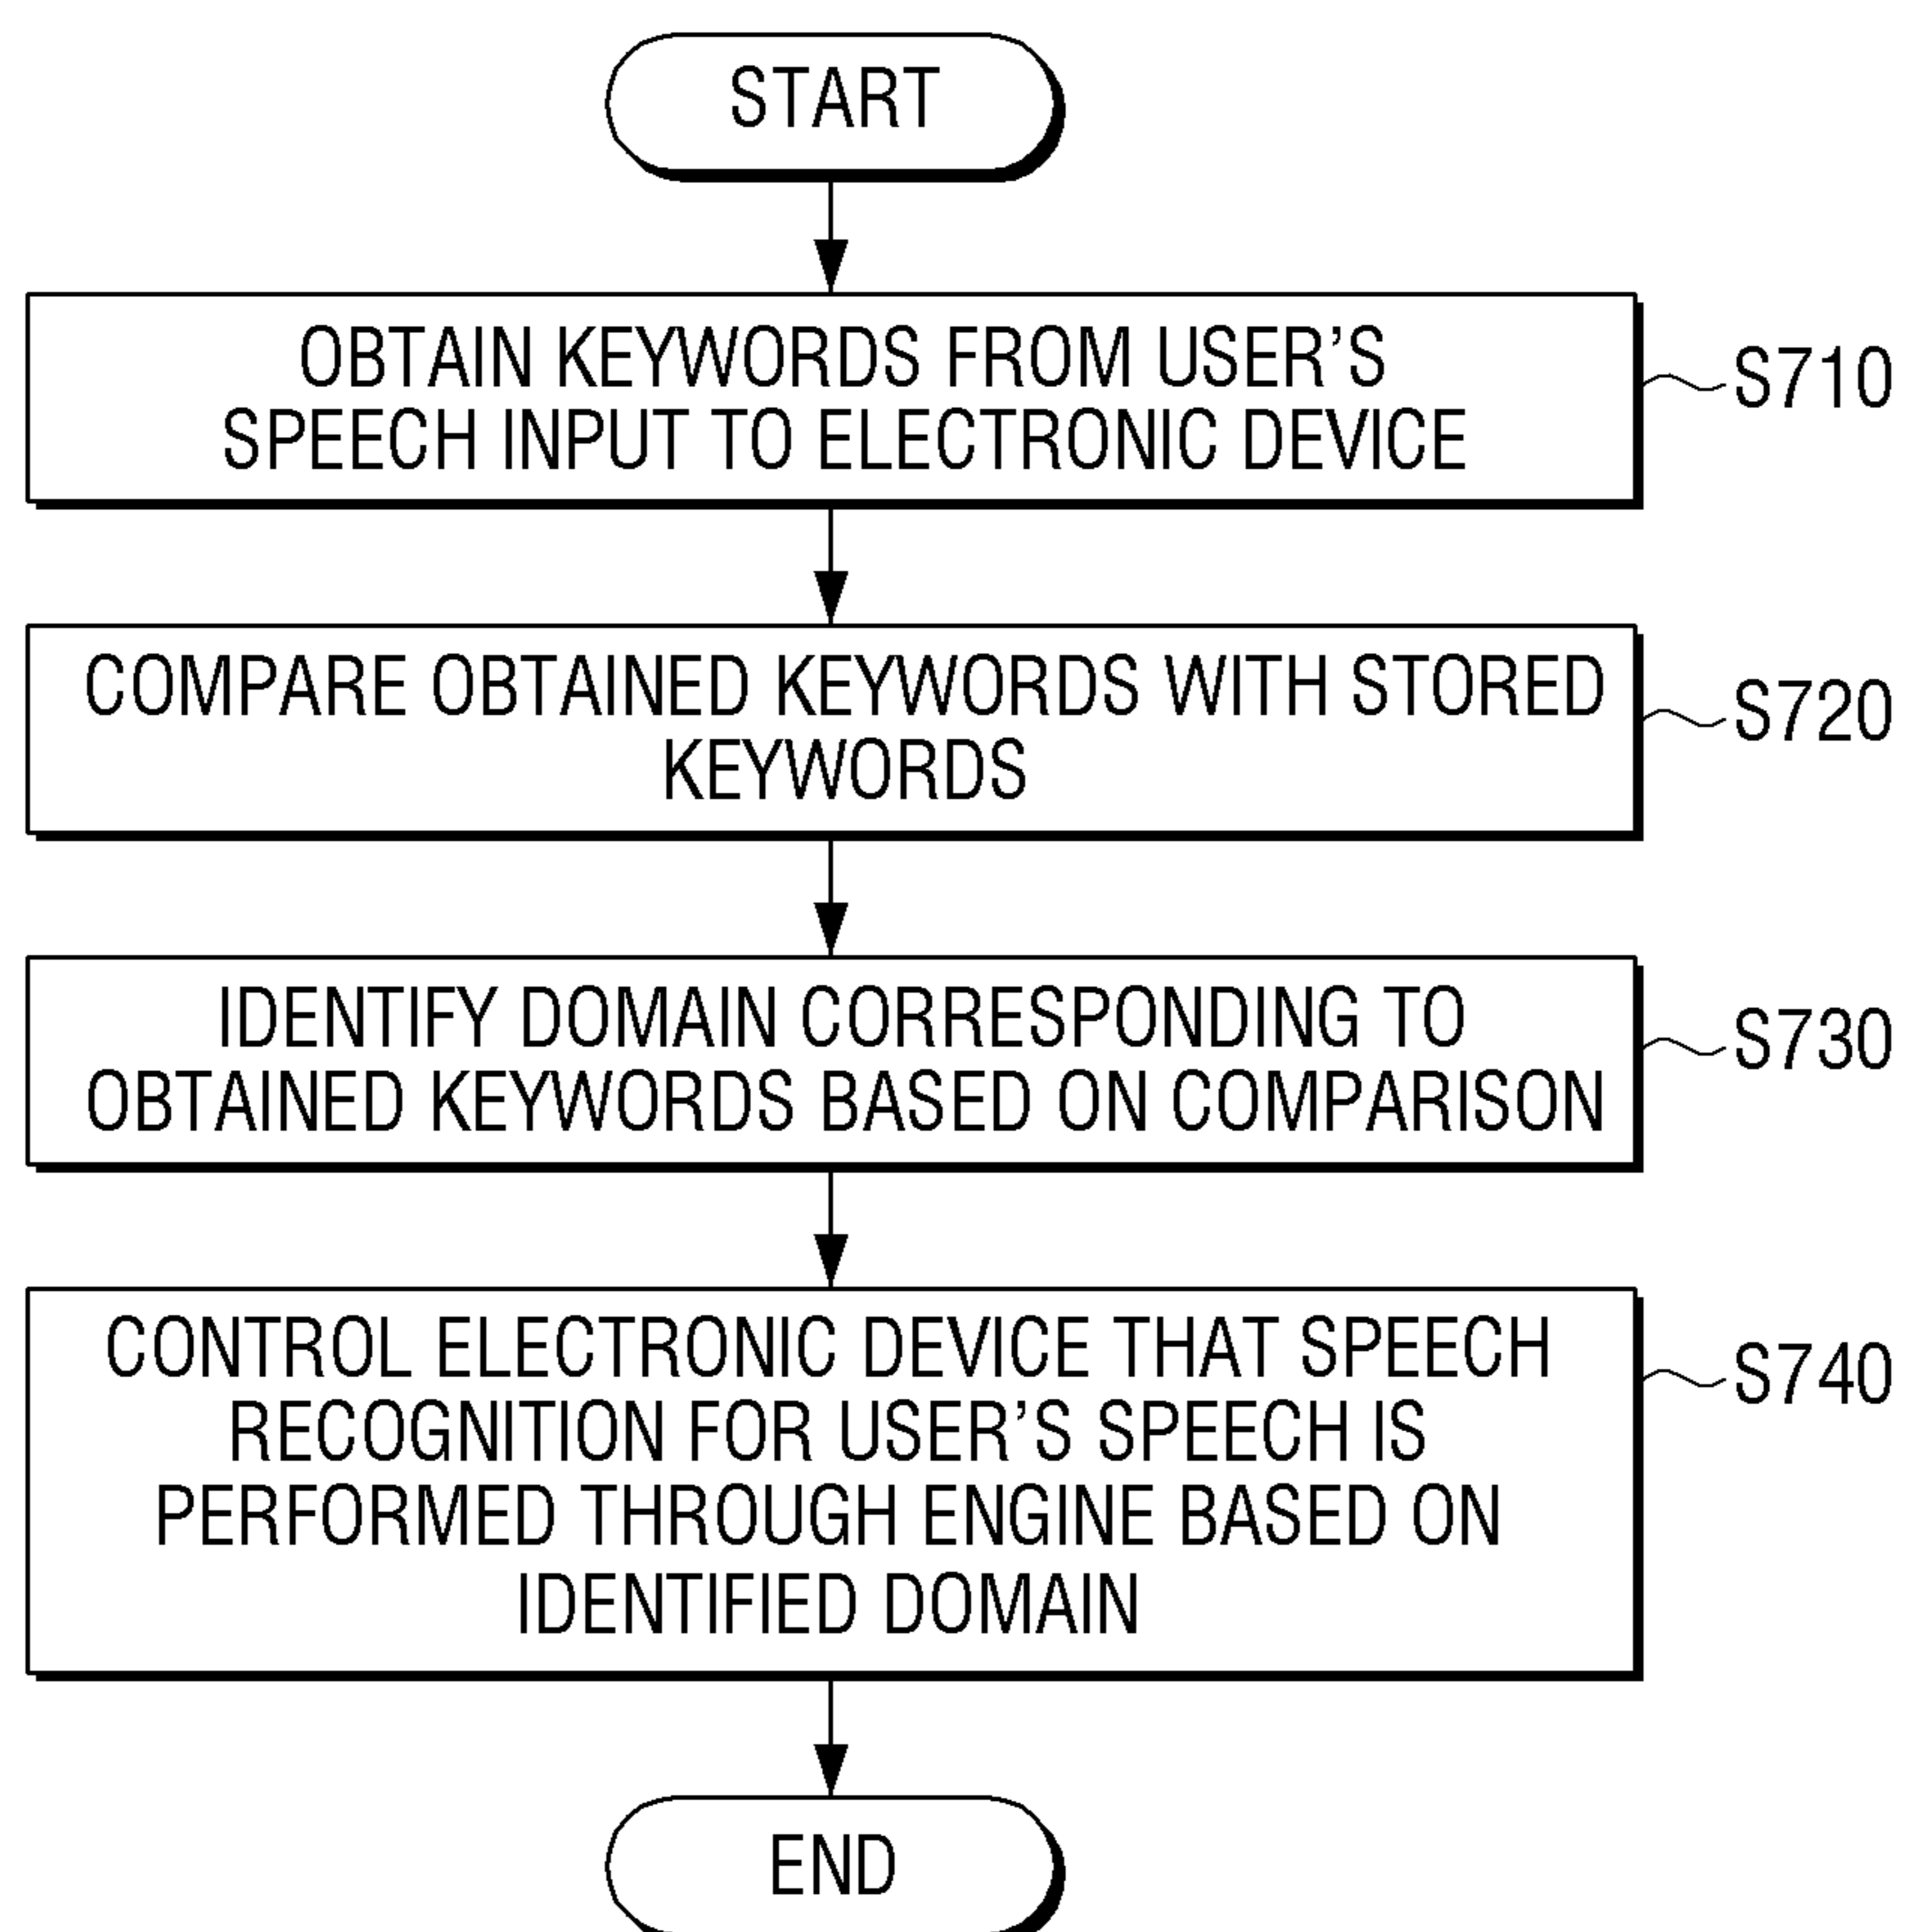 START
OBTAIN KEYWORDS FROM USER’S
SPEECH INPUT TO ELECTRONIC DEVICE
S710
COMPARE OBTAINED KEYWORDS WITH STORED
KEYWORDS
S720
IDENTIFY DOMAIN CORRESPONDING TO
OBTAINED KEYWORDS BASED ON COMPARISON
S730
CONTROL ELECTRONIC DEVICE THAT SPEECH
RECOGNITION FOR USER’S SPEECH IS
PERFORMED THROUGH ENGINE BASED ON
IDENTIFIED DOMAIN
S740
END